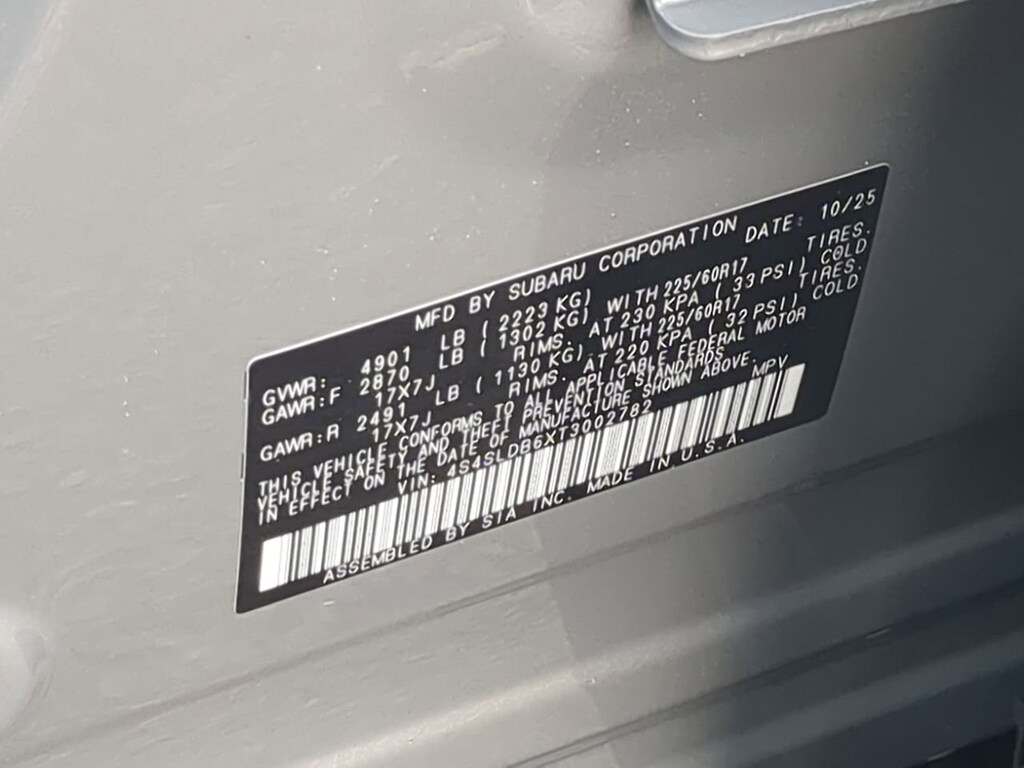 MFD BY SUBARU CORPORATION DATE: 10/25
GVWR: 4901 LB ( 2223 KG)
GAWR:F 2870 LB ( 1302 KG) WITH 225/60R17 TIRES.
17X7J RIMS. AT 230 KPA ( 33 PSI) COLD
GAWR:R 2491 LB ( 1130 KG) WITH 225/60R17 TIRES.
17X7J RIMS. AT 220 KPA ( 32 PSI) COLD
THIS VEHICLE CONFORMS TO ALL APPLICABLE FEDERAL MOTOR
VEHICLE SAFETY AND THEFT PREVENTION STANDARDS
IN EFFECT ON THE DATE OF MANUFACTURE SHOWN ABOVE.
VIN: 4S4SLDB6XT3002782 MPV
ASSEMBLED BY SIA INC. MADE IN U.S.A.